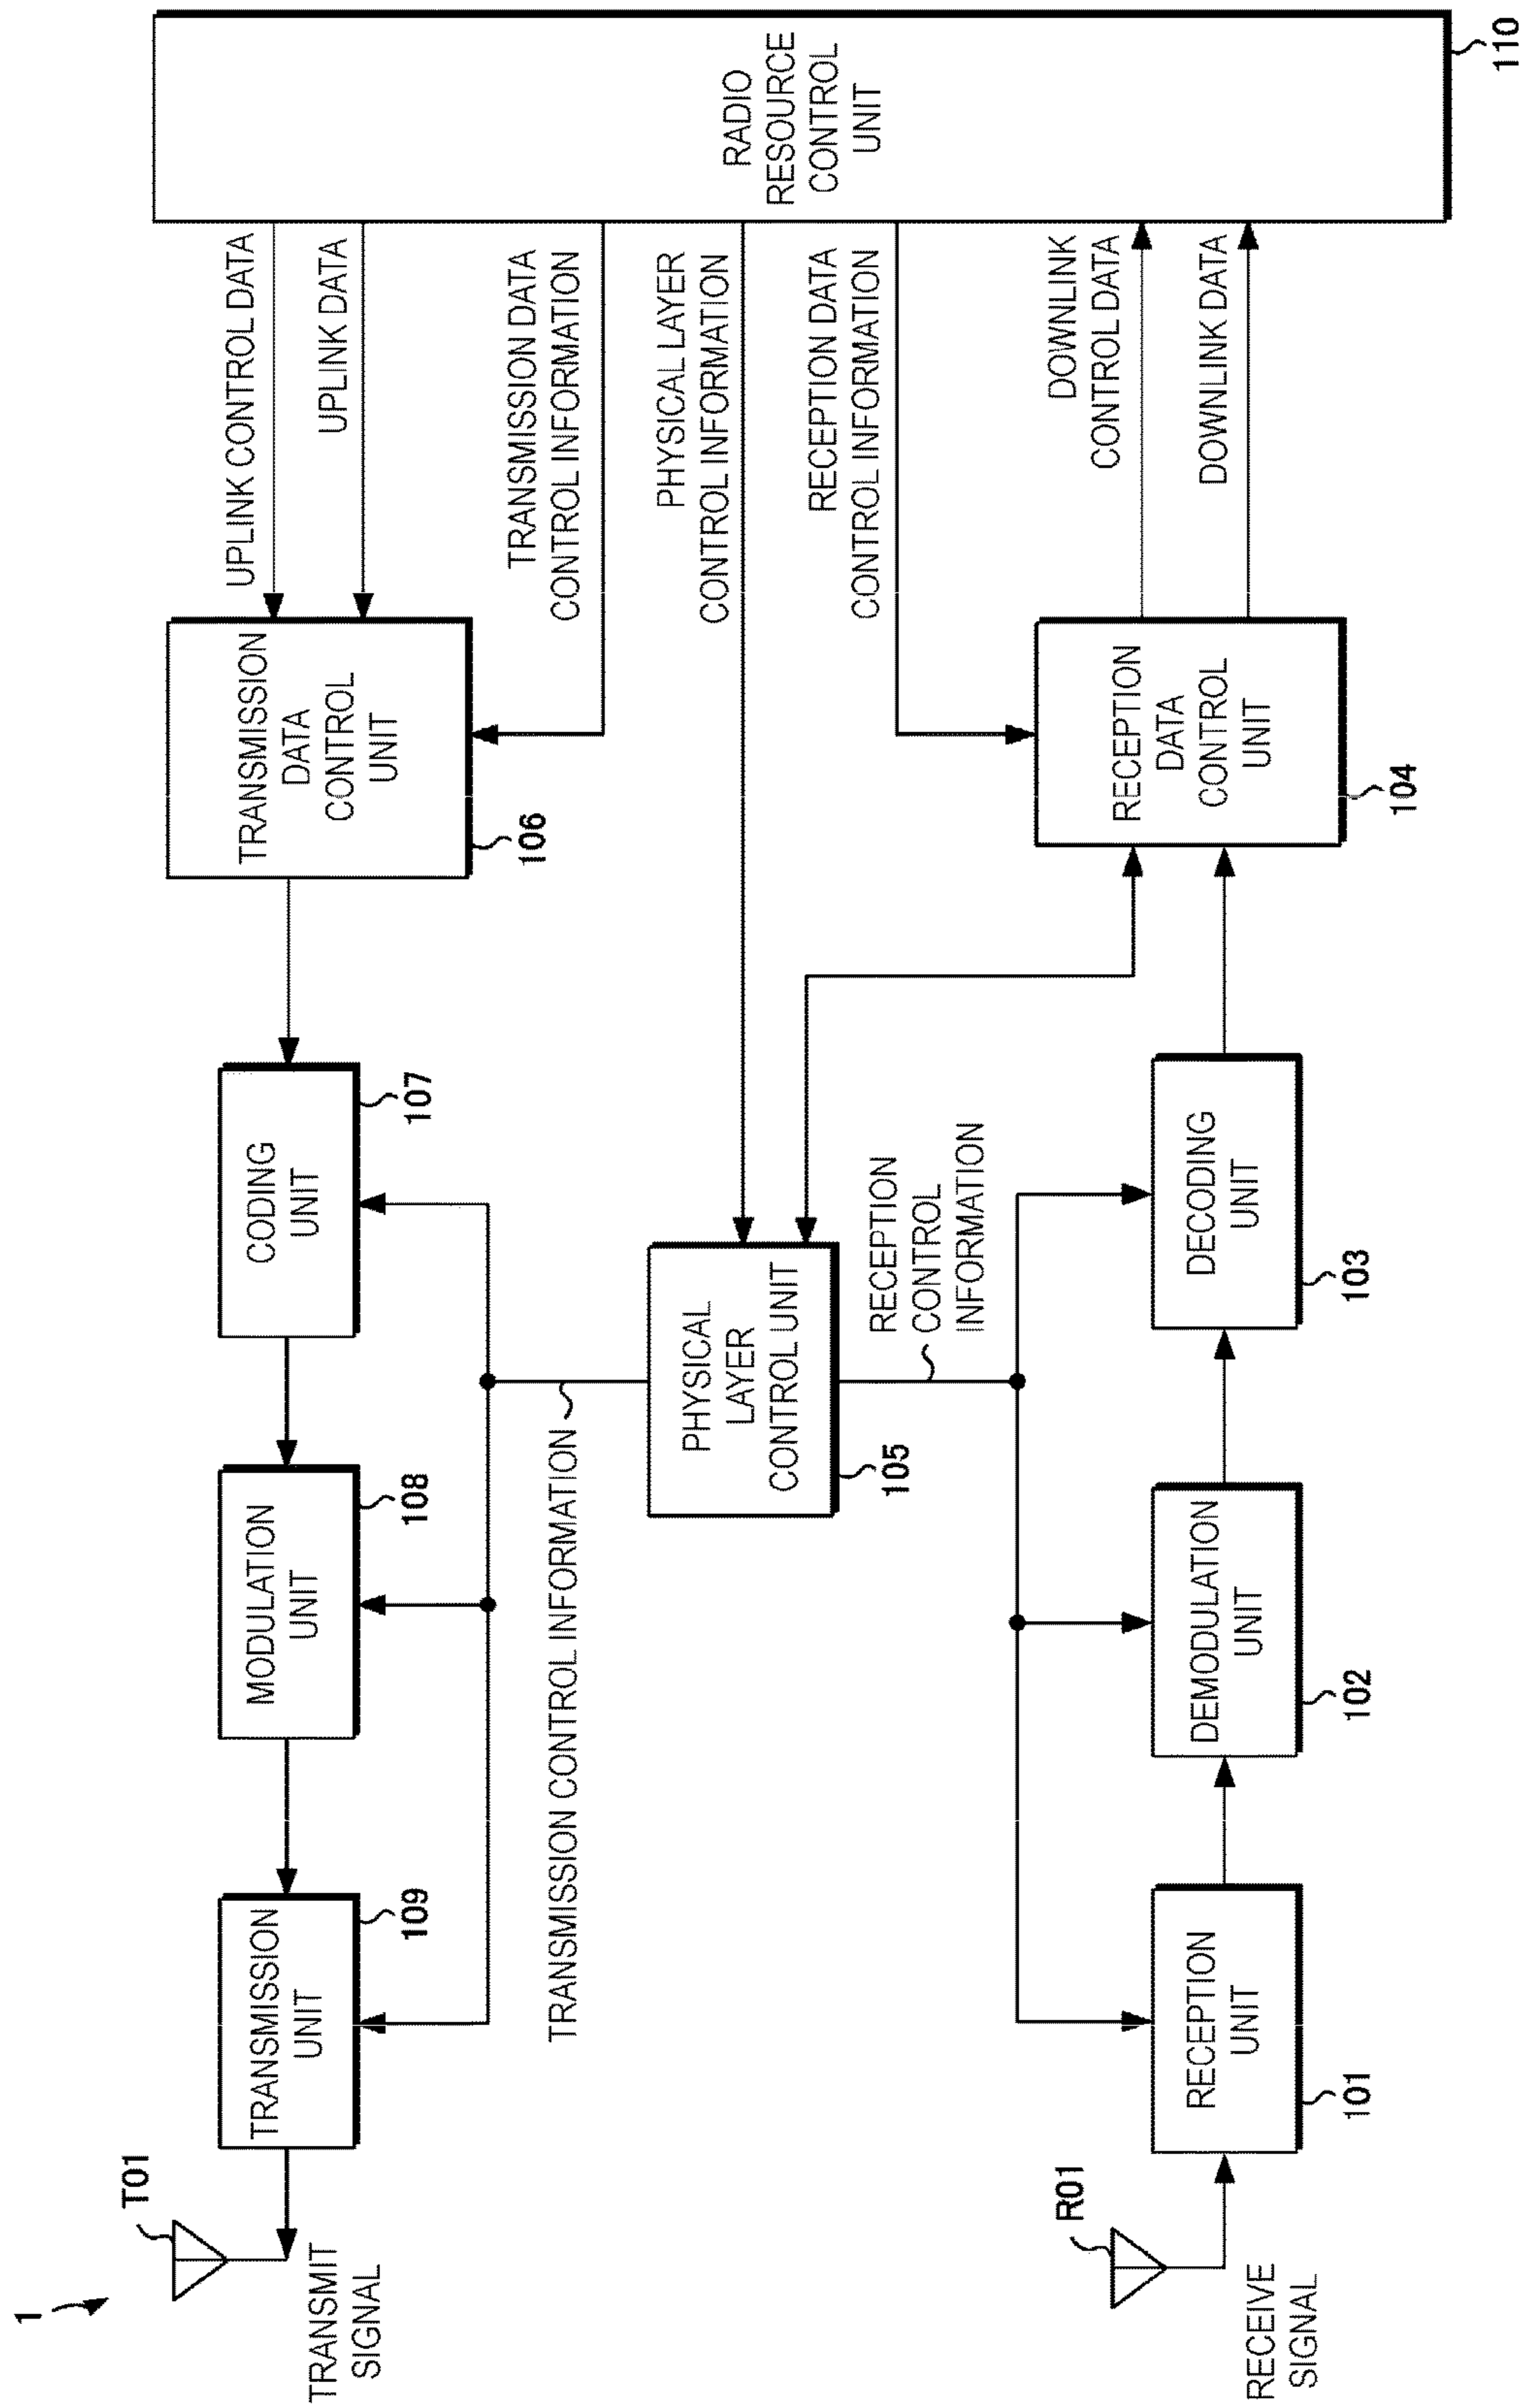 1
T01
TRANSMIT
SIGNAL
TRANSMISSION
UNIT
109
MODULATION
UNIT
108
CODING
UNIT
107
TRANSMISSION
DATA
CONTROL
UNIT
106
UPLINK CONTROL DATA
UPLINK DATA
TRANSMISSION DATA
CONTROL INFORMATION
TRANSMISSION CONTROL INFORMATION
PHYSICAL
LAYER
CONTROL UNIT
105
PHYSICAL LAYER
CONTROL INFORMATION
RECEPTION
CONTROL
INFORMATION
RECEPTION DATA
CONTROL INFORMATION
RADIO
RESOURCE
CONTROL
UNIT
110
R01
RECEIVE
SIGNAL
RECEPTION
UNIT
101
DEMODULATION
UNIT
102
DECODING
UNIT
103
RECEPTION
DATA
CONTROL
UNIT
104
DOWNLINK
CONTROL DATA
DOWNLINK DATA